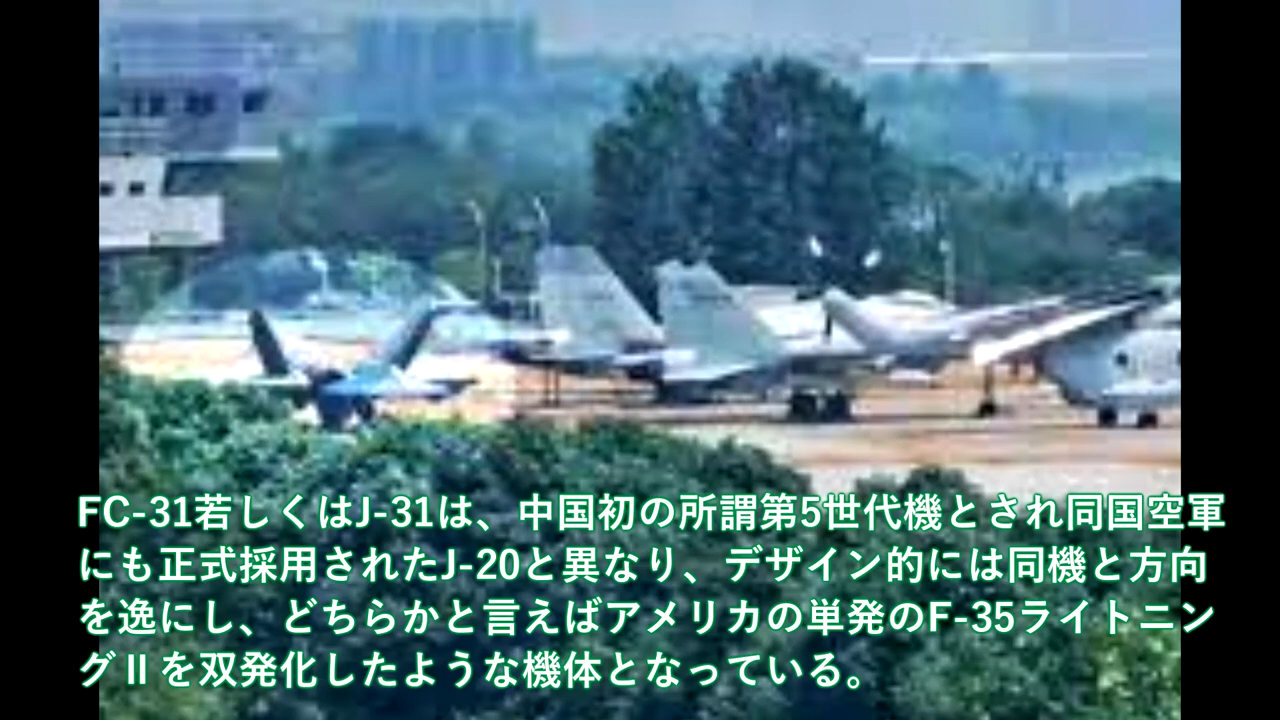 FC-31若しくはJ-31は、中国初の所謂第5世代機とされ同国空軍
にも正式採用されたJ-20と異なり、デザイン的には同機と方向
を逸にし、どちらかと言えばアメリカの単発のF-35ライトニン
グⅡを双発化したような機体となっている。